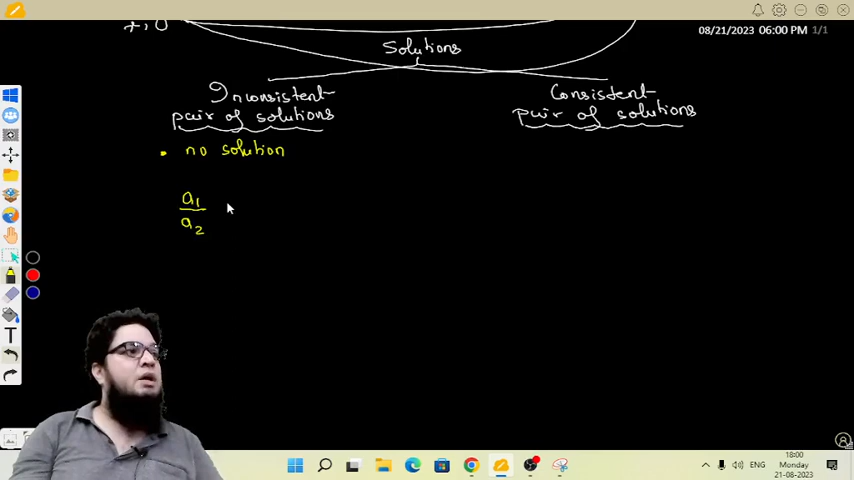 08/21/2023 06:00 PM 1/1
Solutions
Inconsistent
pair of solutions
Consistent
pair of solutions
• no solution
a1
a2
T
ENG
18:00
Monday
21-08-2023